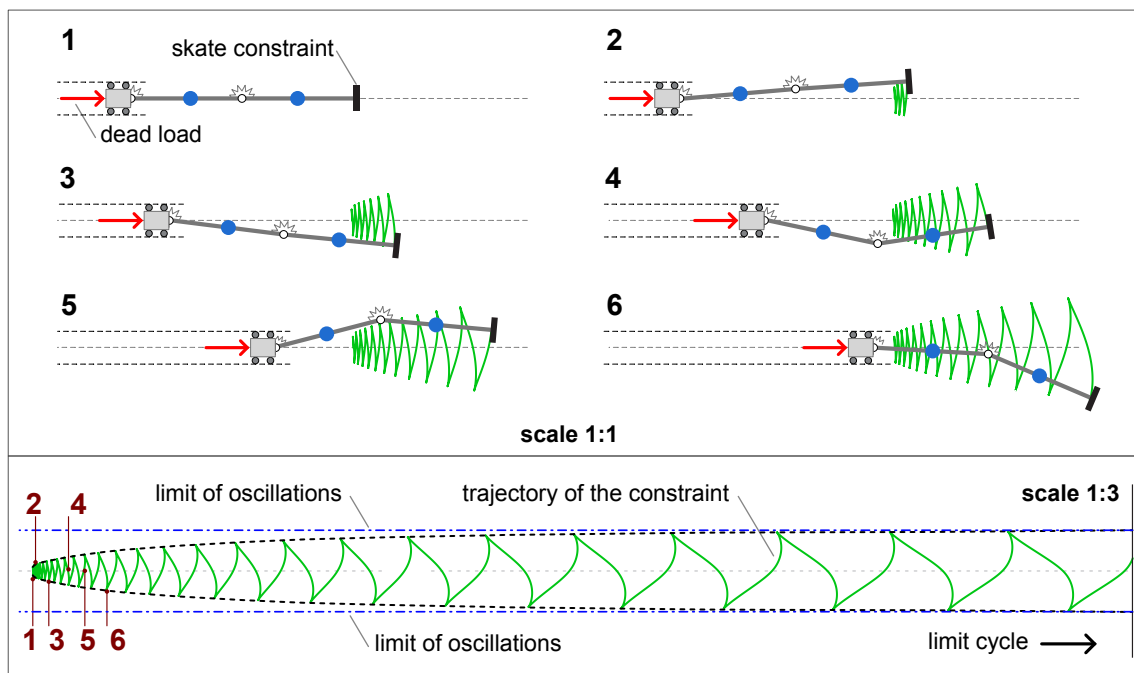 1
skate constraint
dead load
2
3
4
5
6
scale 1:1
limit of oscillations
trajectory of the constraint
scale 1:3
2 4
1 3 5 6
limit of oscillations
limit cycle